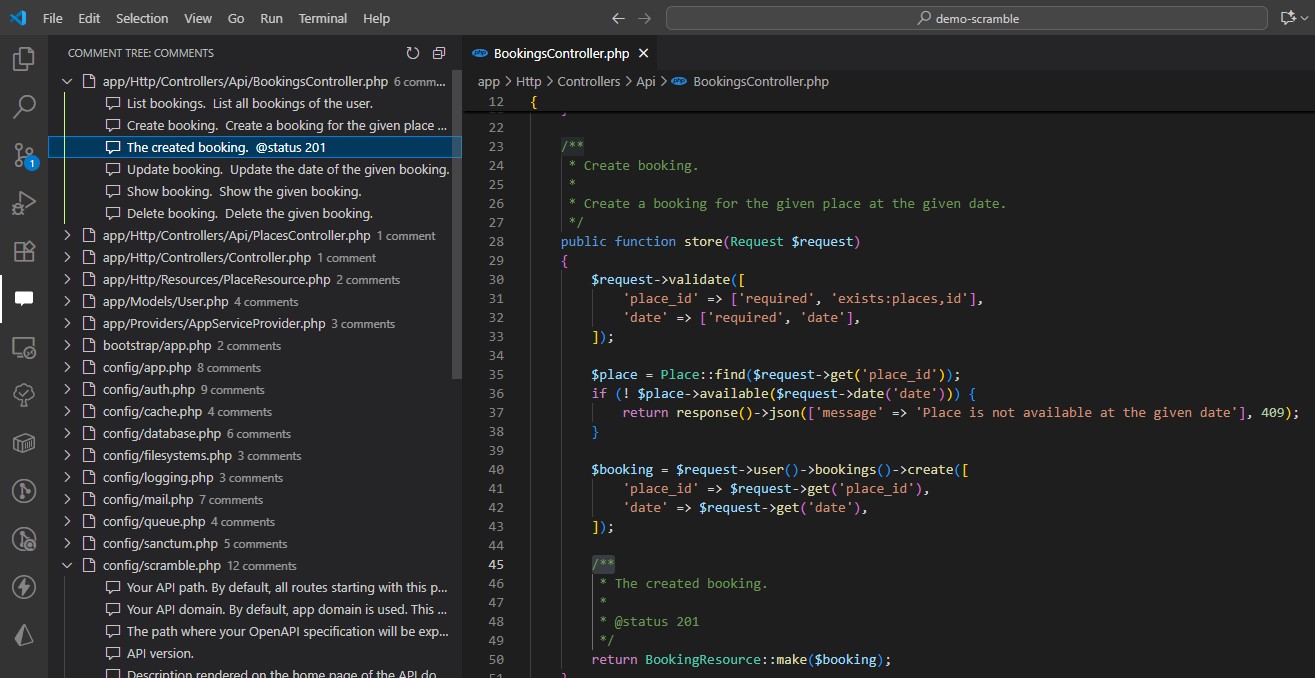 File Edit Selection View Go Run Terminal Help
demo-scramble
COMMENT TREE: COMMENTS
app/Http/Controllers/Api/BookingsController.php 6 comm...
List bookings. List all bookings of the user.
Create booking. Create a booking for the given place ...
The created booking. @status 201
Update booking. Update the date of the given booking.
Show booking. Show the given booking.
Delete booking. Delete the given booking.
app/Http/Controllers/Api/PlacesController.php 1 comment
app/Http/Controllers/Controller.php 1 comment
app/Http/Resources/PlaceResource.php 2 comments
app/Models/User.php 4 comments
app/Providers/AppServiceProvider.php 3 comments
bootstrap/app.php 2 comments
config/app.php 8 comments
config/auth.php 9 comments
config/cache.php 4 comments
config/database.php 6 comments
config/filesystems.php 3 comments
config/logging.php 3 comments
config/mail.php 7 comments
config/queue.php 4 comments
config/sanctum.php 5 comments
config/scramble.php 12 comments
Your API path. By default, all routes starting with this p...
Your API domain. By default, app domain is used. This ...
The path where your OpenAPI specification will be exp...
API version.
Description rendered on the home page of the API do...
1
php BookingsController.php
app > Http > Controllers > Api > php BookingsController.php
12 {
}
22
23 /**
24 * Create booking.
25 *
26 * Create a booking for the given place at the given date.
27 */
28 public function store(Request $request)
29 {
30 $request->validate([
31 'place_id' => ['required', 'exists:places,id'],
32 'date' => ['required', 'date'],
33 ]);
34
35 $place = Place::find($request->get('place_id'));
36 if (! $place->available($request->date('date'))) {
37 return response()->json(['message' => 'Place is not available at the given date'], 409);
38 }
39
40 $booking = $request->user()->bookings()->create([
41 'place_id' => $request->get('place_id'),
42 'date' => $request->get('date'),
43 ]);
44
45 /**
46 * The created booking.
47 *
48 * @status 201
49 */
50 return BookingResource::make($booking);
51 }